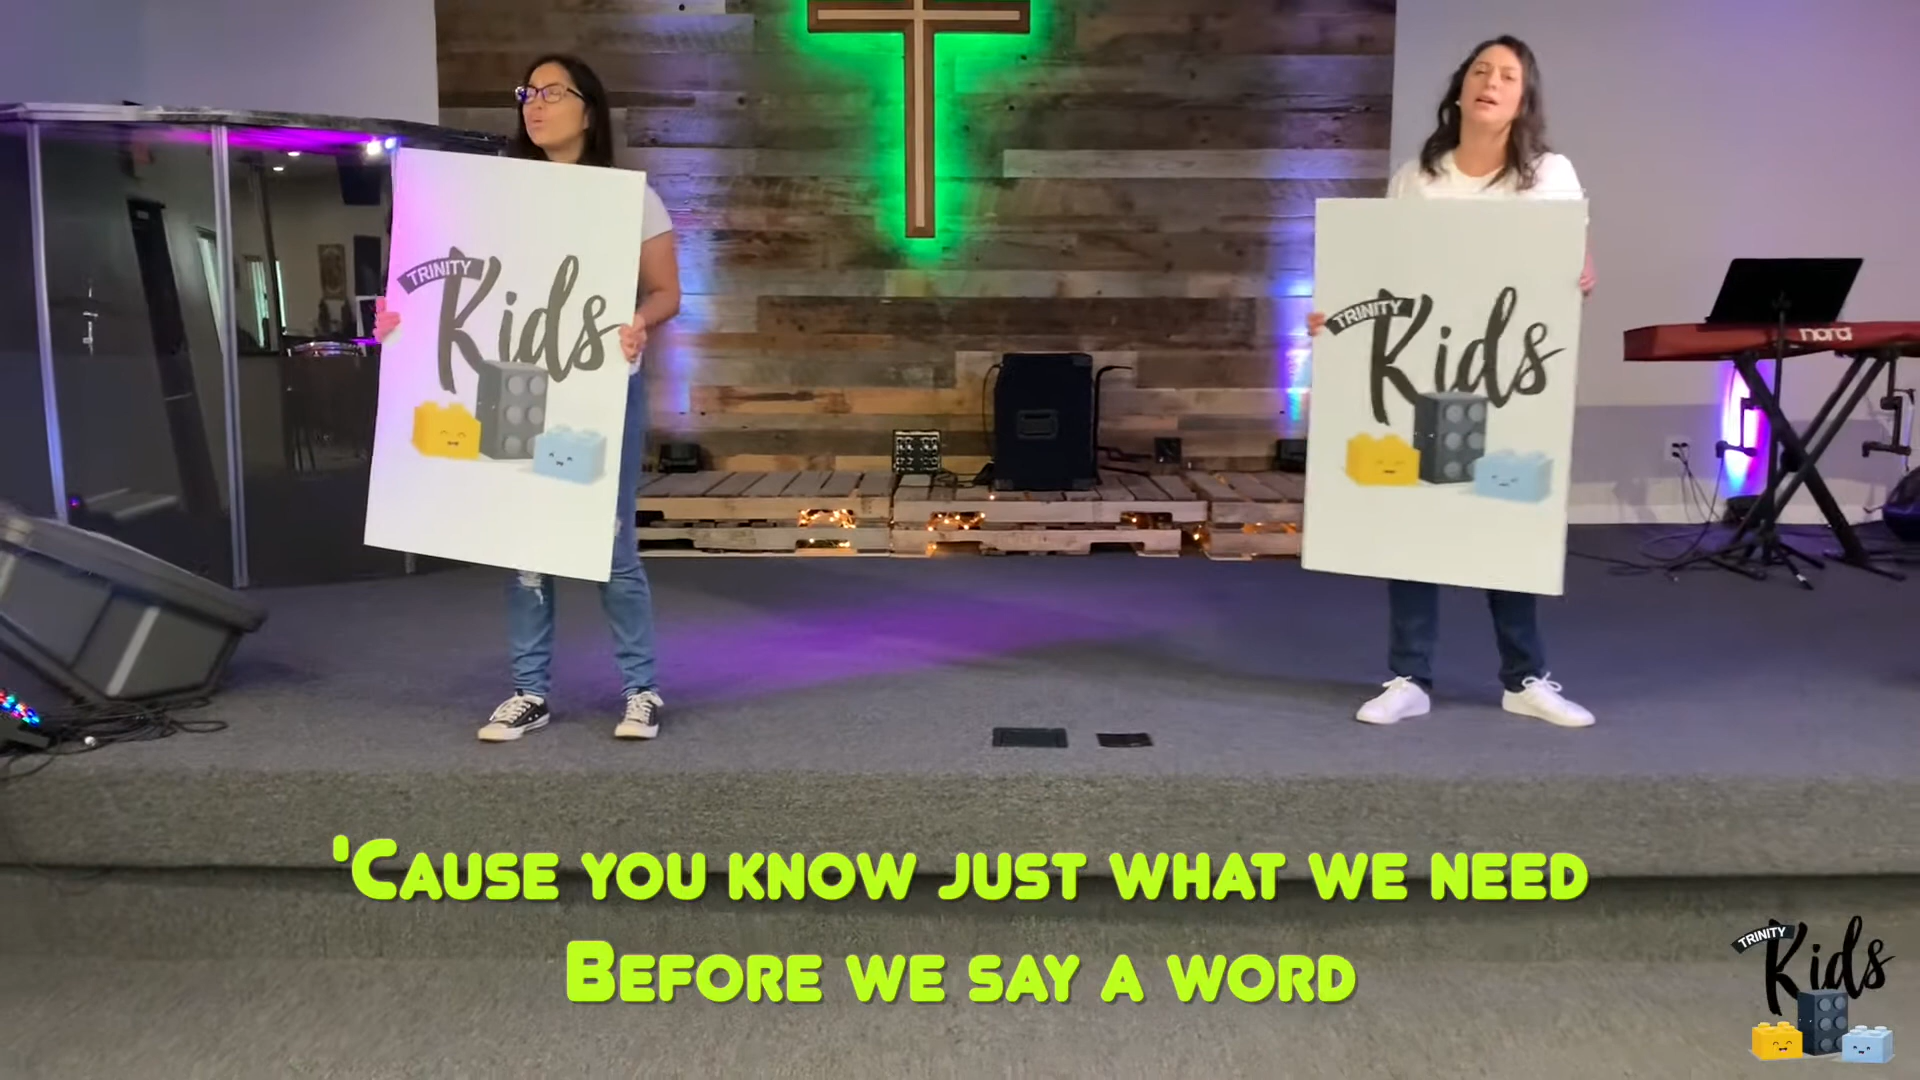 TRINITY
Kids
TRINITY
Kids
nord
'CAUSE YOU KNOW JUST WHAT WE NEED
BEFORE WE SAY A WORD
TRINITY
Kids